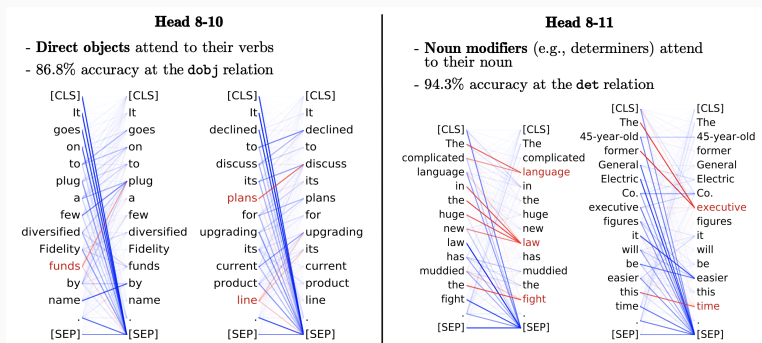 Head 8-10
- Direct objects attend to their verbs
- 86.8% accuracy at the dobj relation
[CLS] [CLS]
It It
goes goes
on on
to to
plug plug
a a
few few
diversified diversified
Fidelity Fidelity
funds funds
by by
name name
. .
[SEP] [SEP]
[CLS] [CLS]
It It
declined declined
to to
discuss discuss
its its
plans plans
for for
upgrading upgrading
its its
current current
product product
line line
. .
[SEP] [SEP]
Head 8-11
- Noun modifiers (e.g., determiners) attend
to their noun
- 94.3% accuracy at the det relation
[CLS] [CLS]
The The
complicated complicated
language language
in in
the the
huge huge
new new
law law
has has
muddied muddied
the the
fight fight
. .
[SEP] [SEP]
[CLS] [CLS]
The The
45-year-old 45-year-old
former former
General General
Electric Electric
Co. Co.
executive executive
figures figures
it it
will will
be be
easier easier
this this
time time
. .
[SEP] [SEP]